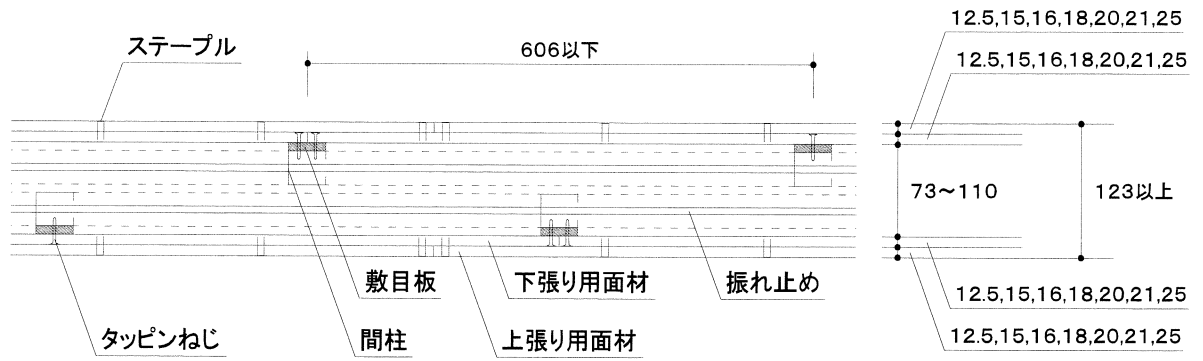 12.5,15,16,18,20,21,25
ステープル
606以下
12.5,15,16,18,20,21,25
73～110
123以上
敷目板
下張り用面材
振れ止め
12.5,15,16,18,20,21,25
タッピンねじ
間柱
上張り用面材
12.5,15,16,18,20,21,25